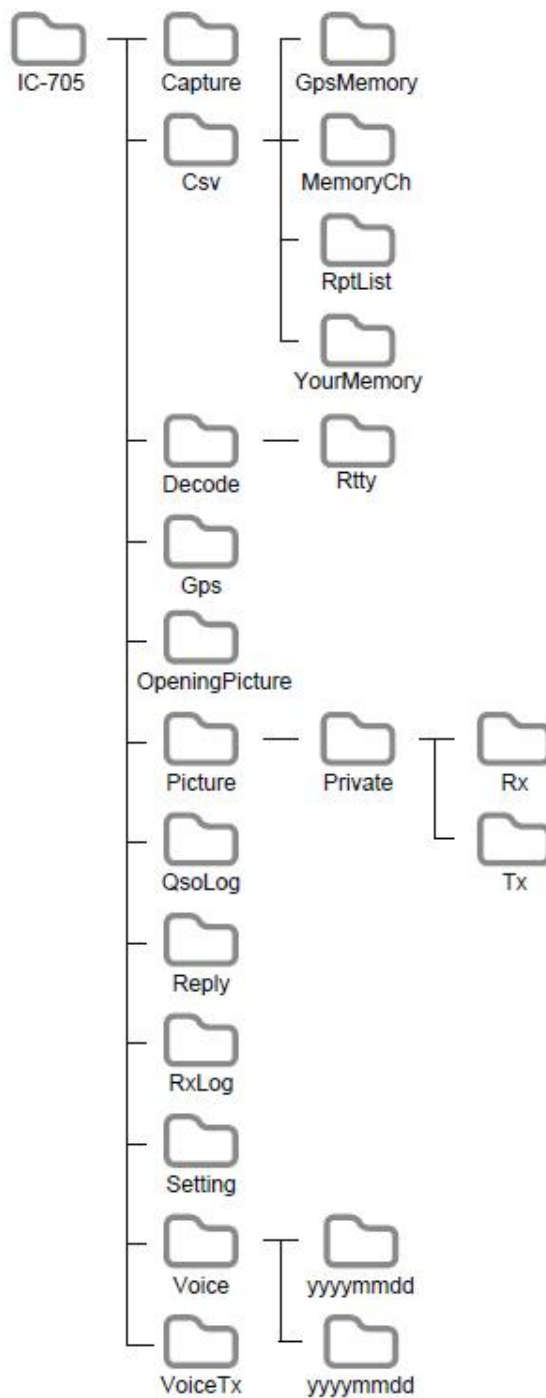 IC-705
Capture
GpsMemory
Csv
MemoryCh
RptList
YourMemory
Decode
Rtty
Gps
OpeningPicture
Picture
Private
Rx
Tx
QsoLog
Reply
RxLog
Setting
Voice
yyyymmdd
VoiceTx
yyyymmdd